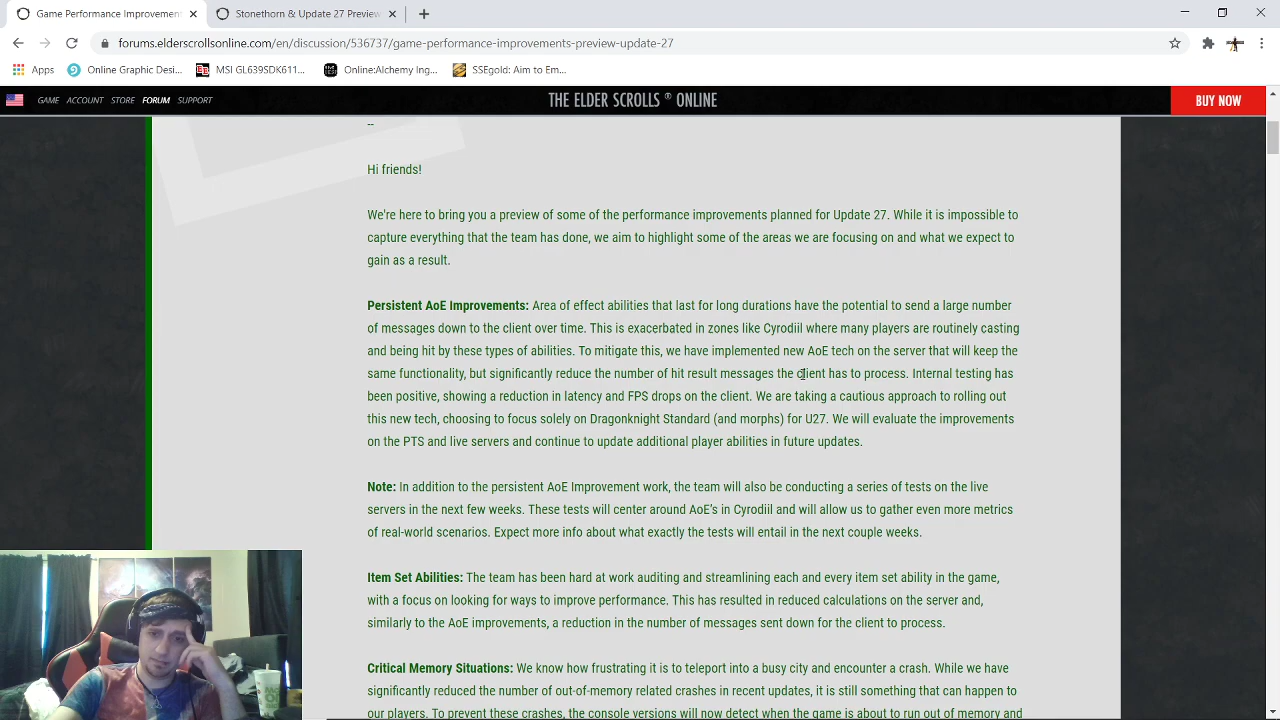 Game Performance Improvement
Stonethorn & Update 27 Preview
forums.elderscrollsonline.com/en/discussion/536737/game-performance-improvements-preview-update-27
Apps
Online Graphic Desi...
MSI GL639SDK611...
Online:Alchemy Ing...
SSEgold: Aim to Em...
GAME ACCOUNT STORE FORUM SUPPORT
THE ELDER SCROLLS ® ONLINE
BUY NOW
--
Hi friends!
We're here to bring you a preview of some of the performance improvements planned for Update 27. While it is impossible to
capture everything that the team has done, we aim to highlight some of the areas we are focusing on and what we expect to
gain as a result.
Persistent AoE Improvements: Area of effect abilities that last for long durations have the potential to send a large number
of messages down to the client over time. This is exacerbated in zones like Cyrodiil where many players are routinely casting
and being hit by these types of abilities. To mitigate this, we have implemented new AoE tech on the server that will keep the
same functionality, but significantly reduce the number of hit result messages the client has to process. Internal testing has
been positive, showing a reduction in latency and FPS drops on the client. We are taking a cautious approach to rolling out
this new tech, choosing to focus solely on Dragonknight Standard (and morphs) for U27. We will evaluate the improvements
on the PTS and live servers and continue to update additional player abilities in future updates.
Note: In addition to the persistent AoE Improvement work, the team will also be conducting a series of tests on the live
servers in the next few weeks. These tests will center around AoE's in Cyrodiil and will allow us to gather even more metrics
of real-world scenarios. Expect more info about what exactly the tests will entail in the next couple weeks.
Item Set Abilities: The team has been hard at work auditing and streamlining each and every item set ability in the game,
with a focus on looking for ways to improve performance. This has resulted in reduced calculations on the server and,
similarly to the AoE improvements, a reduction in the number of messages sent down for the client to process.
Critical Memory Situations: We know how frustrating it is to teleport into a busy city and encounter a crash. While we have
significantly reduced the number of out-of-memory related crashes in recent updates, it is still something that can happen to
our players. To prevent these crashes, the console versions will now detect when the game is about to run out of memory and